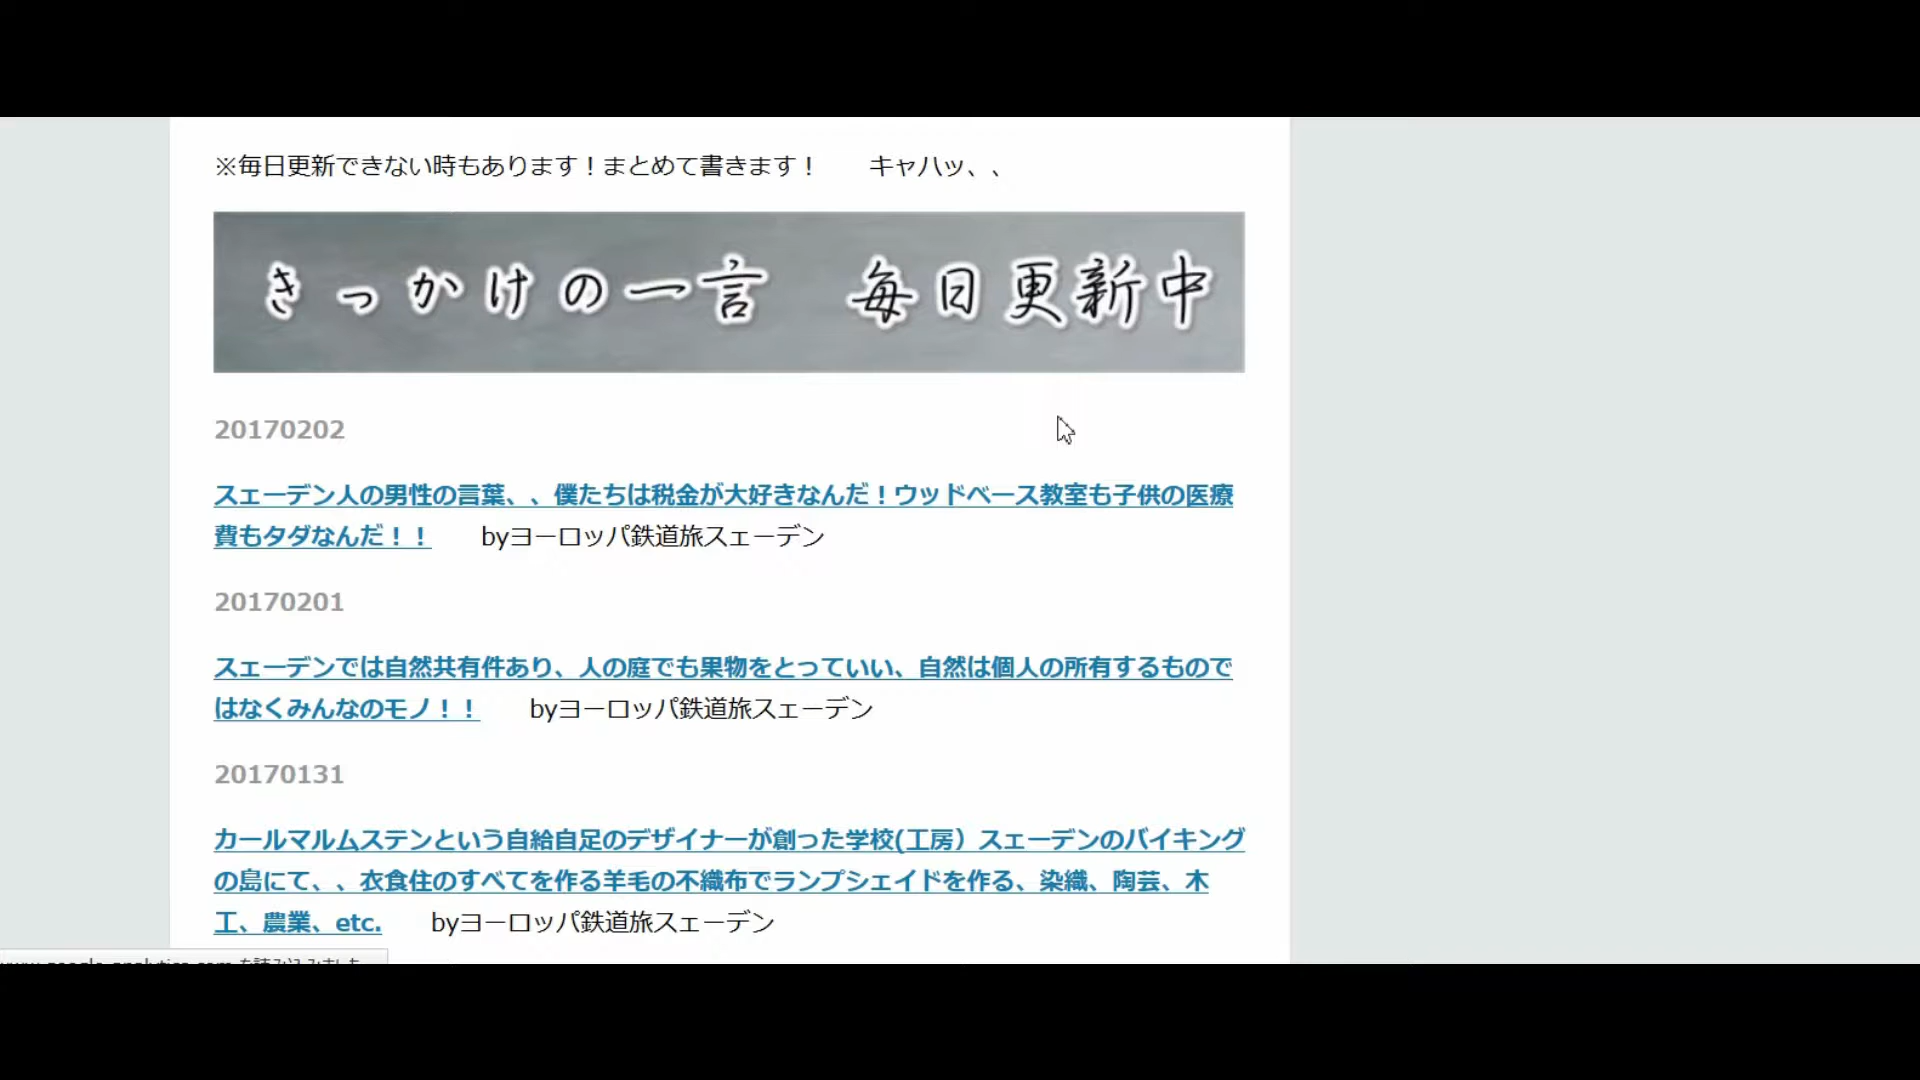 ※毎日更新できない時もあります！まとめて書きます！　　キャハッ、、
きっかけの一言　毎日更新中
20170202
スェーデン人の男性の言葉、、僕たちは税金が大好きなんだ！ウッドベース教室も子供の医療
費もタダなんだ！！　　byヨーロッパ鉄道旅スェーデン
20170201
スェーデンでは自然共有件あり、人の庭でも果物をとっていい、自然は個人の所有するもので
はなくみんなのモノ！！　　byヨーロッパ鉄道旅スェーデン
20170131
カールマルムステンという自給自足のデザイナーが創った学校(工房）スェーデンのバイキング
の島にて、、衣食住のすべてを作る羊毛の不織布でランプシェイドを作る、染織、陶芸、木
工、農業、etc.　　byヨーロッパ鉄道旅スェーデン
www.google-analytics.com を読み込みました